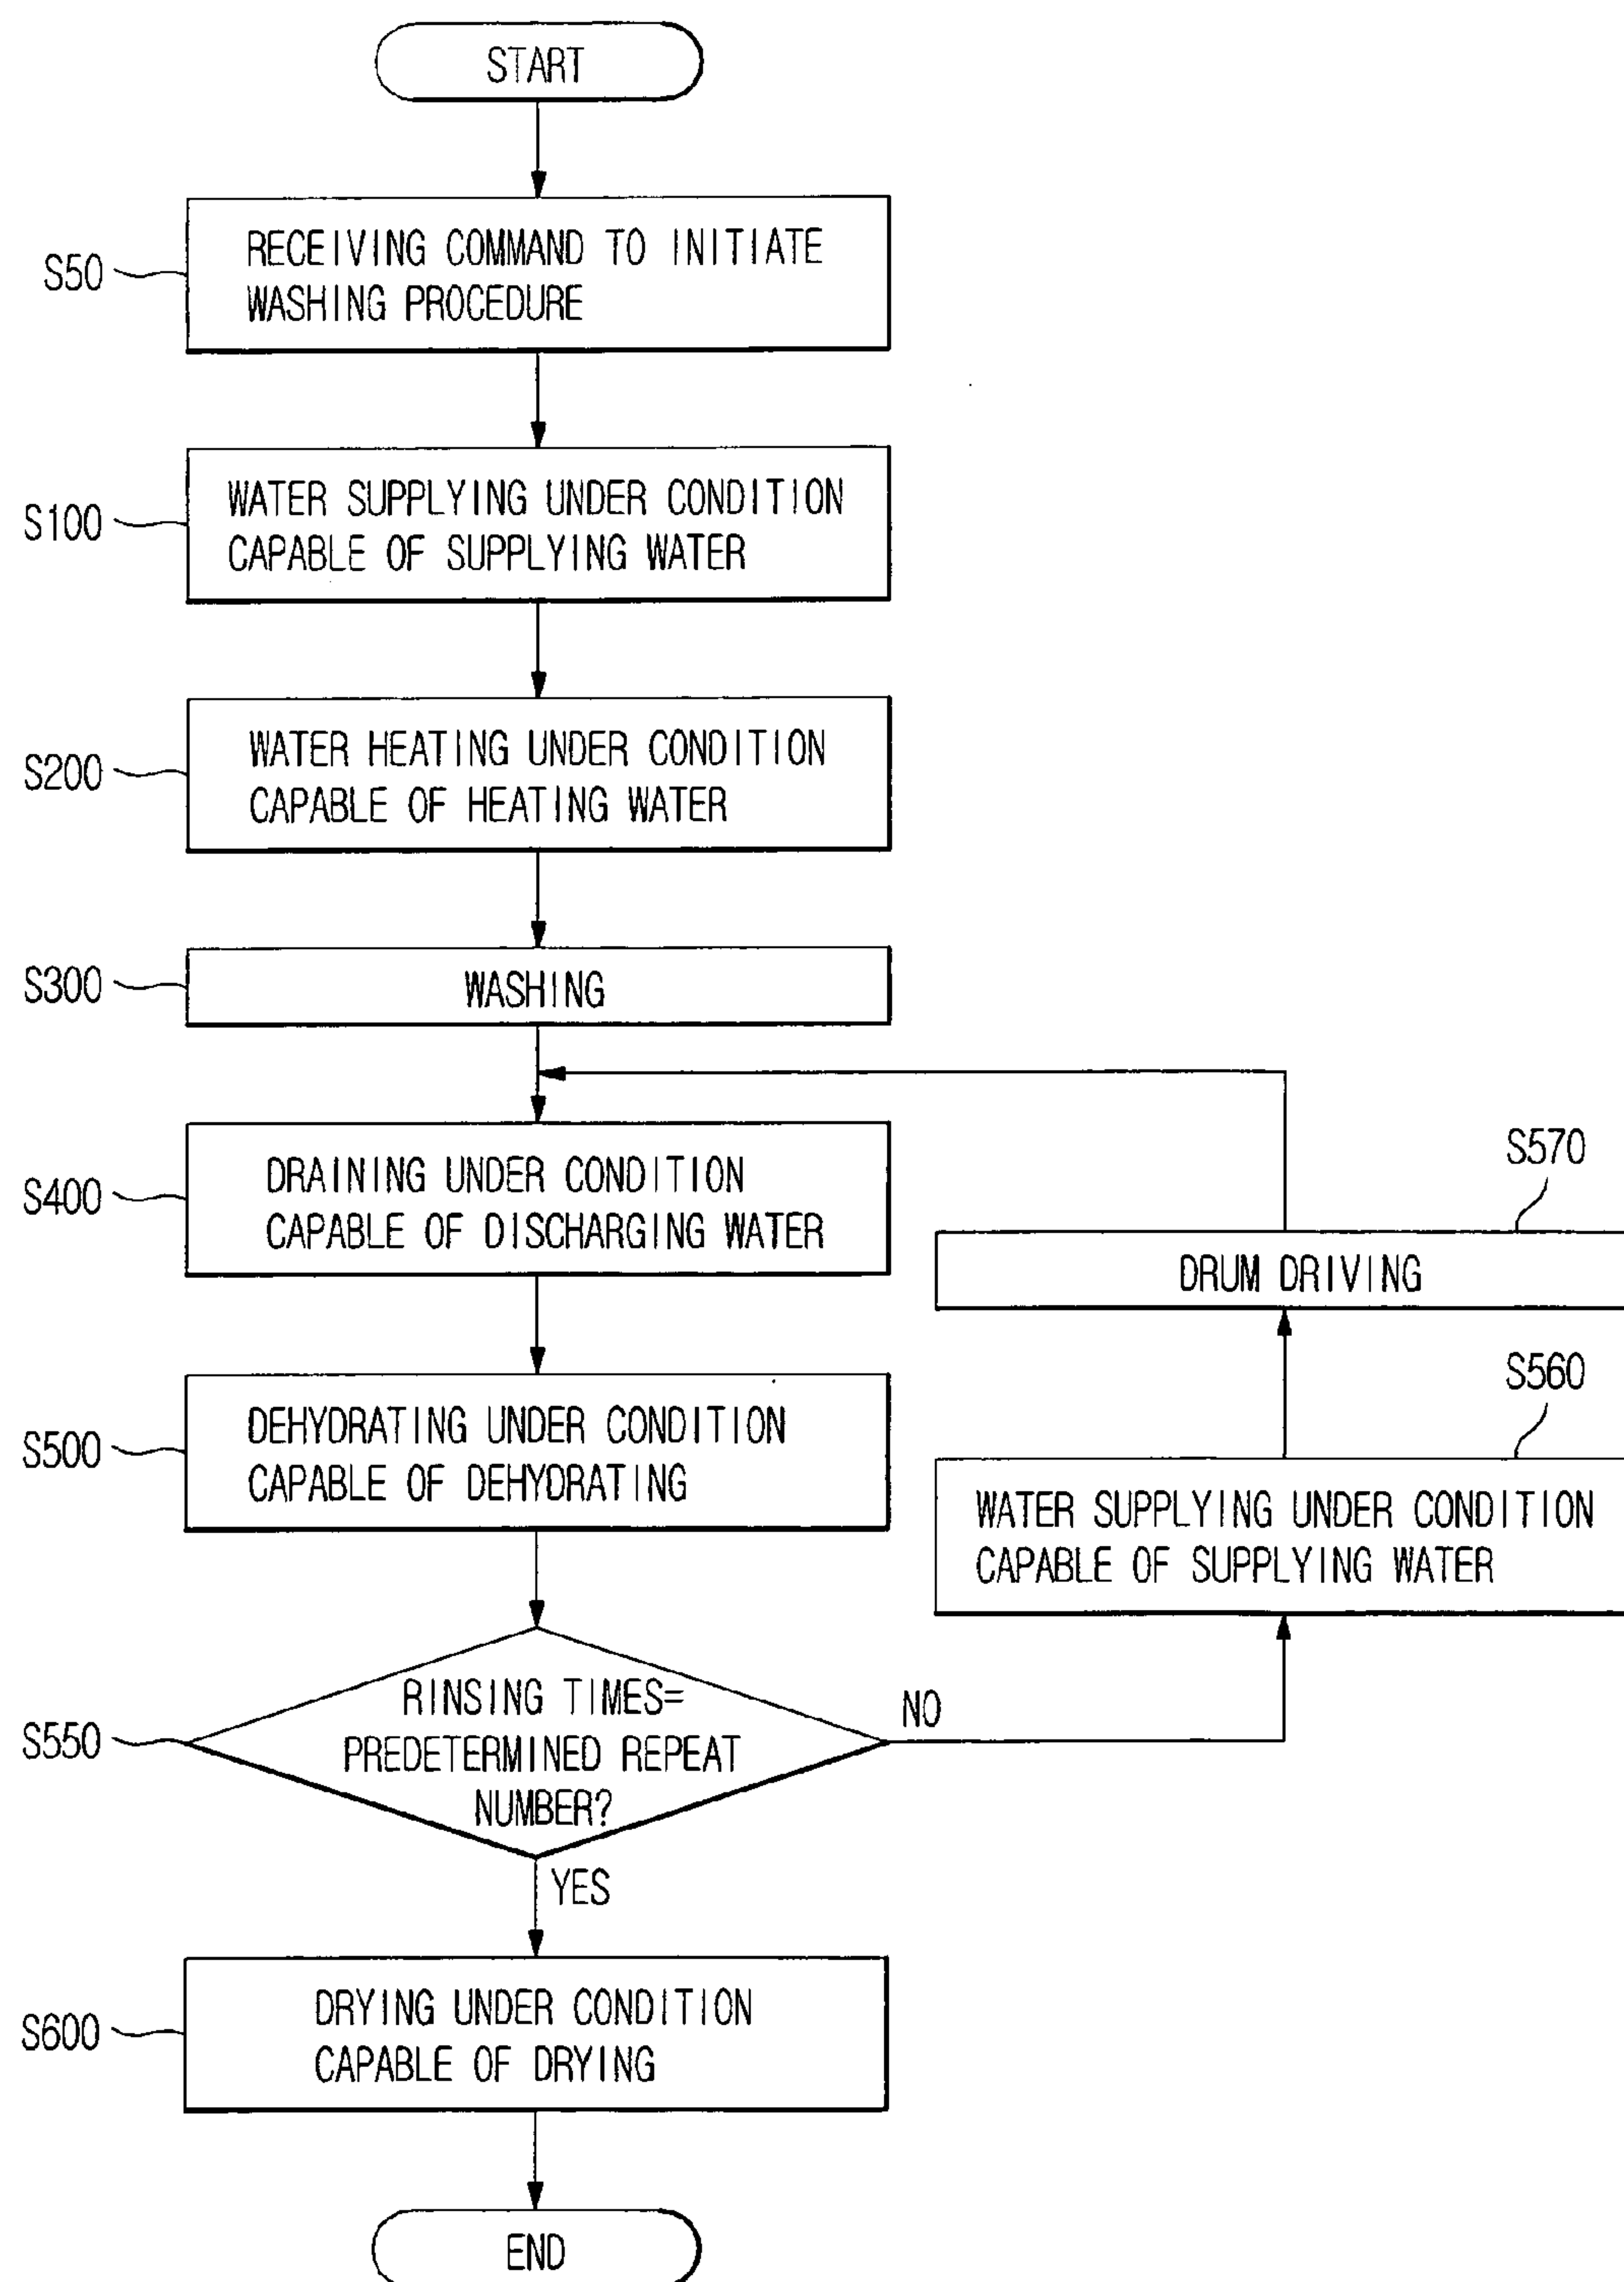 START
S50
RECEIVING COMMAND TO INITIATE
WASHING PROCEDURE
S100
WATER SUPPLYING UNDER CONDITION
CAPABLE OF SUPPLYING WATER
S200
WATER HEATING UNDER CONDITION
CAPABLE OF HEATING WATER
S300
WASHING
S400
DRAINING UNDER CONDITION
CAPABLE OF DISCHARGING WATER
S570
DRUM DRIVING
S500
DEHYDRATING UNDER CONDITION
CAPABLE OF DEHYDRATING
S560
WATER SUPPLYING UNDER CONDITION
CAPABLE OF SUPPLYING WATER
S550
RINSING TIMES=
PREDETERMINED REPEAT
NUMBER?
NO
YES
S600
DRYING UNDER CONDITION
CAPABLE OF DRYING
END